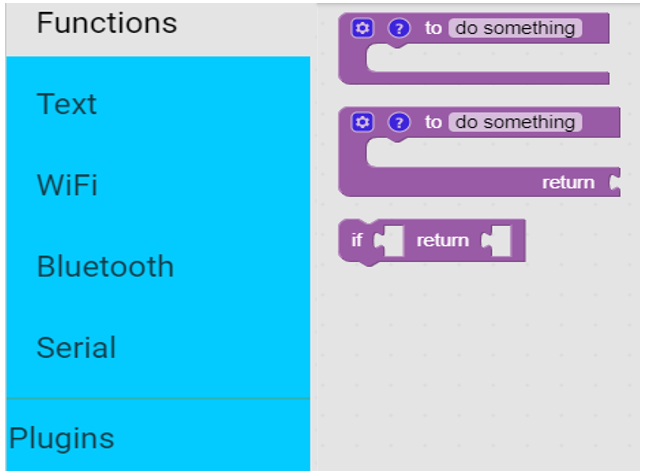 Functions
Text
WiFi
Bluetooth
Serial
Plugins
? to do something
? to do something
return
if return